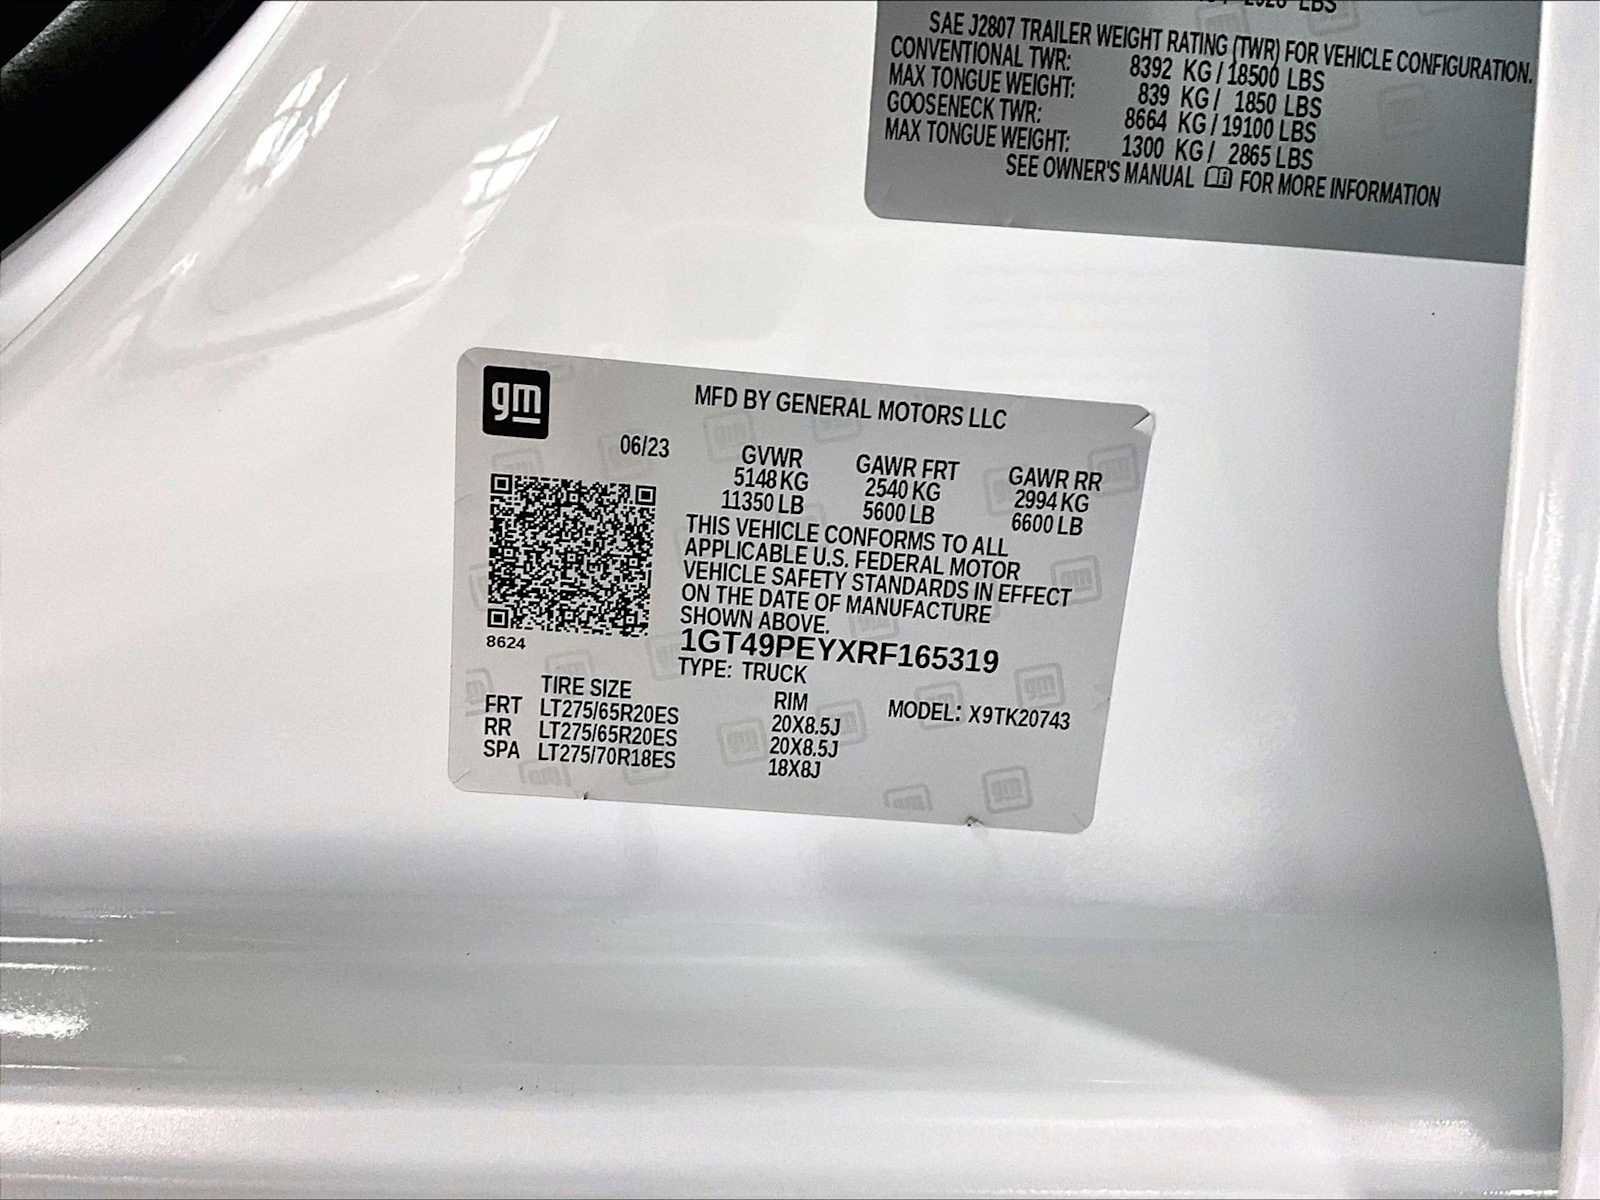 LBS
SAE J2807 TRAILER WEIGHT RATING (TWR) FOR VEHICLE CONFIGURATION.
CONVENTIONAL TWR: 8392 KG / 18500 LBS
MAX TONGUE WEIGHT: 839 KG / 1850 LBS
GOOSENECK TWR: 8664 KG / 19100 LBS
MAX TONGUE WEIGHT: 1300 KG / 2865 LBS
SEE OWNER'S MANUAL FOR MORE INFORMATION
gm
MFD BY GENERAL MOTORS LLC
06/23
GVWR GAWR FRT GAWR RR
5148 KG 2540 KG 2994 KG
11350 LB 5600 LB 6600 LB
THIS VEHICLE CONFORMS TO ALL
APPLICABLE U.S. FEDERAL MOTOR
VEHICLE SAFETY STANDARDS IN EFFECT
ON THE DATE OF MANUFACTURE
SHOWN ABOVE.
8624
1GT49PEYXRF165319
TYPE: TRUCK
TIRE SIZE RIM MODEL: X9TK20743
FRT LT275/65R20ES 20X8.5J
RR LT275/65R20ES 20X8.5J
SPA LT275/70R18ES 18X8J